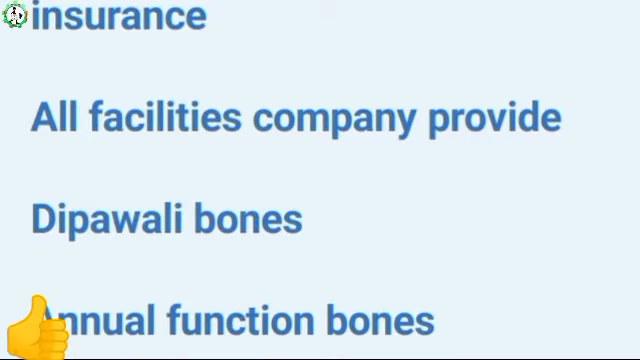 insurance
All facilities company provide
Dipawali bones
Annual function bones